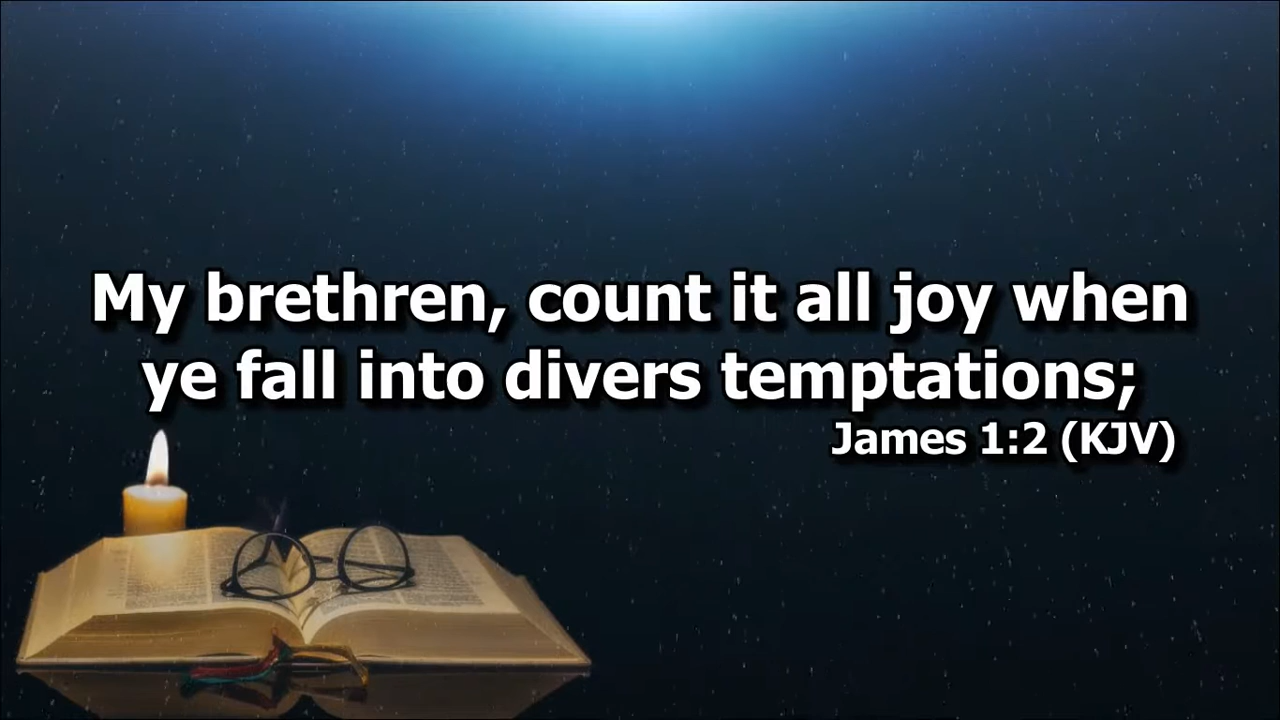 My brethren, count it all joy when
ye fall into divers temptations;
James 1:2 (KJV)